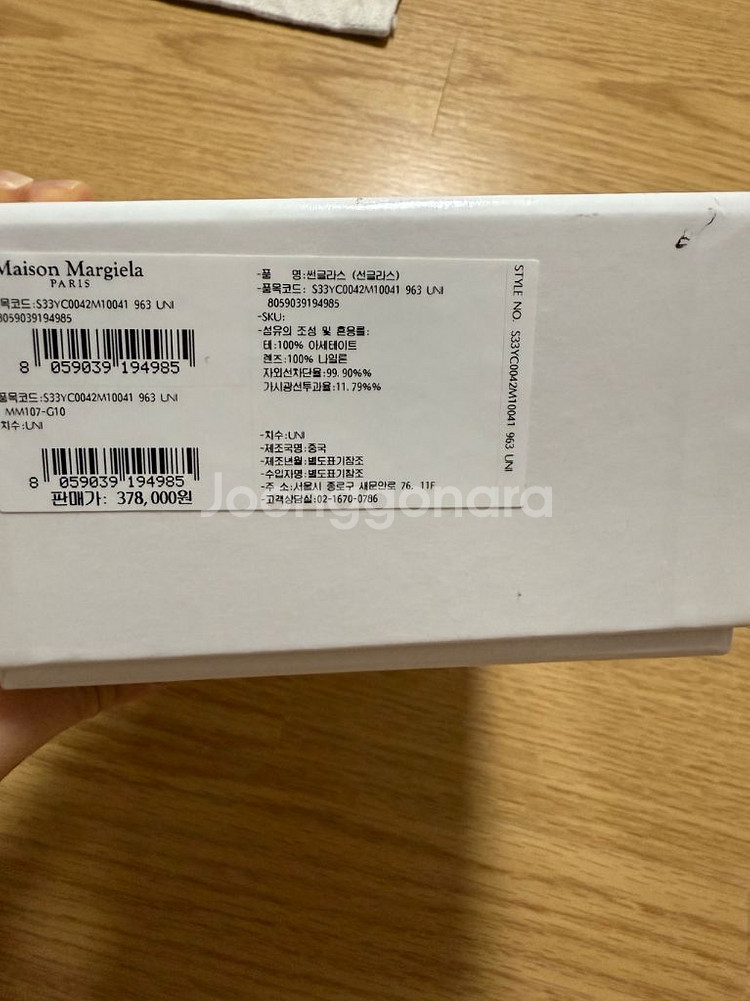 Maison Margiela
PARIS
목코드:S33YC0042M10041 963 UNI
8059039194985
8 059039 194985
품목코드:S33YC0042M10041 963 UNI
MM107-G10
치수:UNI
8 059039 194985
판매가: 378,000원
-품 명:썬글라스 (선글라스)
-품목코드: S33YC0042M10041 963 UNI
8059039194985
-SKU:
-섬유의 조성 및 혼용률:
테:100% 아세테이트
렌즈:100% 나일론
자외선차단율:99.90%%
가시광선투과율:11.79%%
-치수:UNI
-제조국명:중국
-제조년월:별도표기참조
-수입자명:별도표기참조
-주 소:서울시 종로구 새문안로 76, 11F
-고객상담실:02-1670-0786
STYLE NO. S33YC0042M10041 963 UNI
Joonggonara